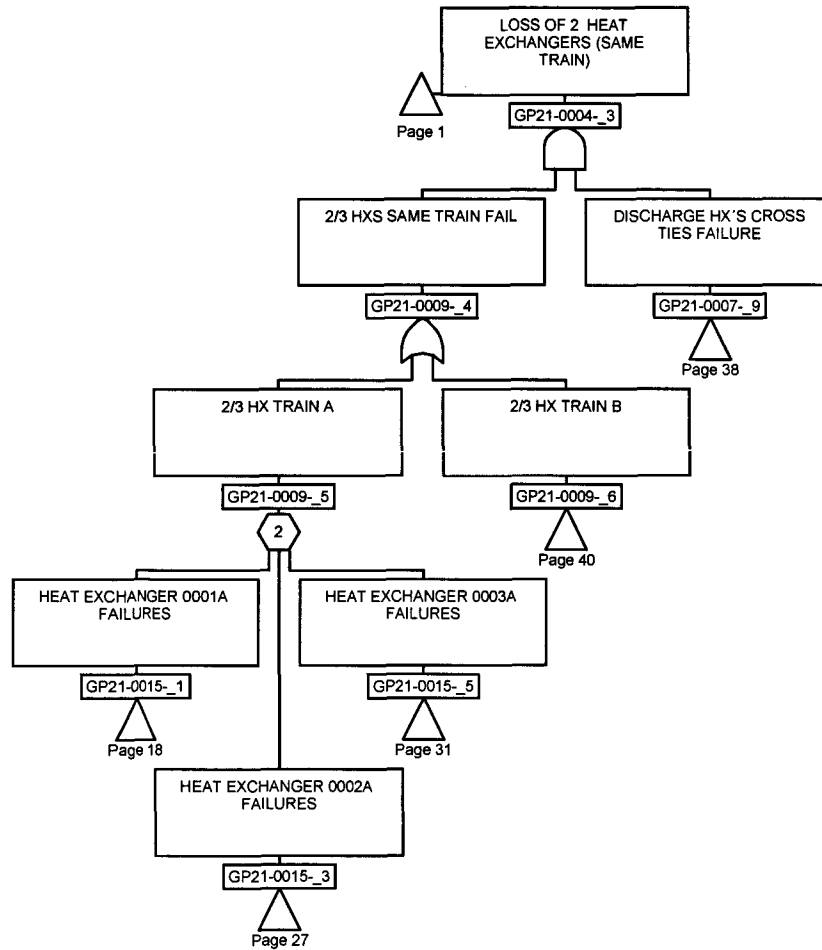 LOSS OF 2 HEAT
EXCHANGERS (SAME
TRAIN)
Page 1
GP21-0004-_3
2/3 HXS SAME TRAIN FAIL
DISCHARGE HX'S CROSS
TIES FAILURE
GP21-0009-_4
GP21-0007-_9
Page 38
2/3 HX TRAIN A
2/3 HX TRAIN B
GP21-0009-_5
GP21-0009-_6
2
Page 40
HEAT EXCHANGER 0001A
FAILURES
HEAT EXCHANGER 0003A
FAILURES
GP21-0015-_1
GP21-0015-_5
Page 18
Page 31
HEAT EXCHANGER 0002A
FAILURES
GP21-0015-_3
Page 27